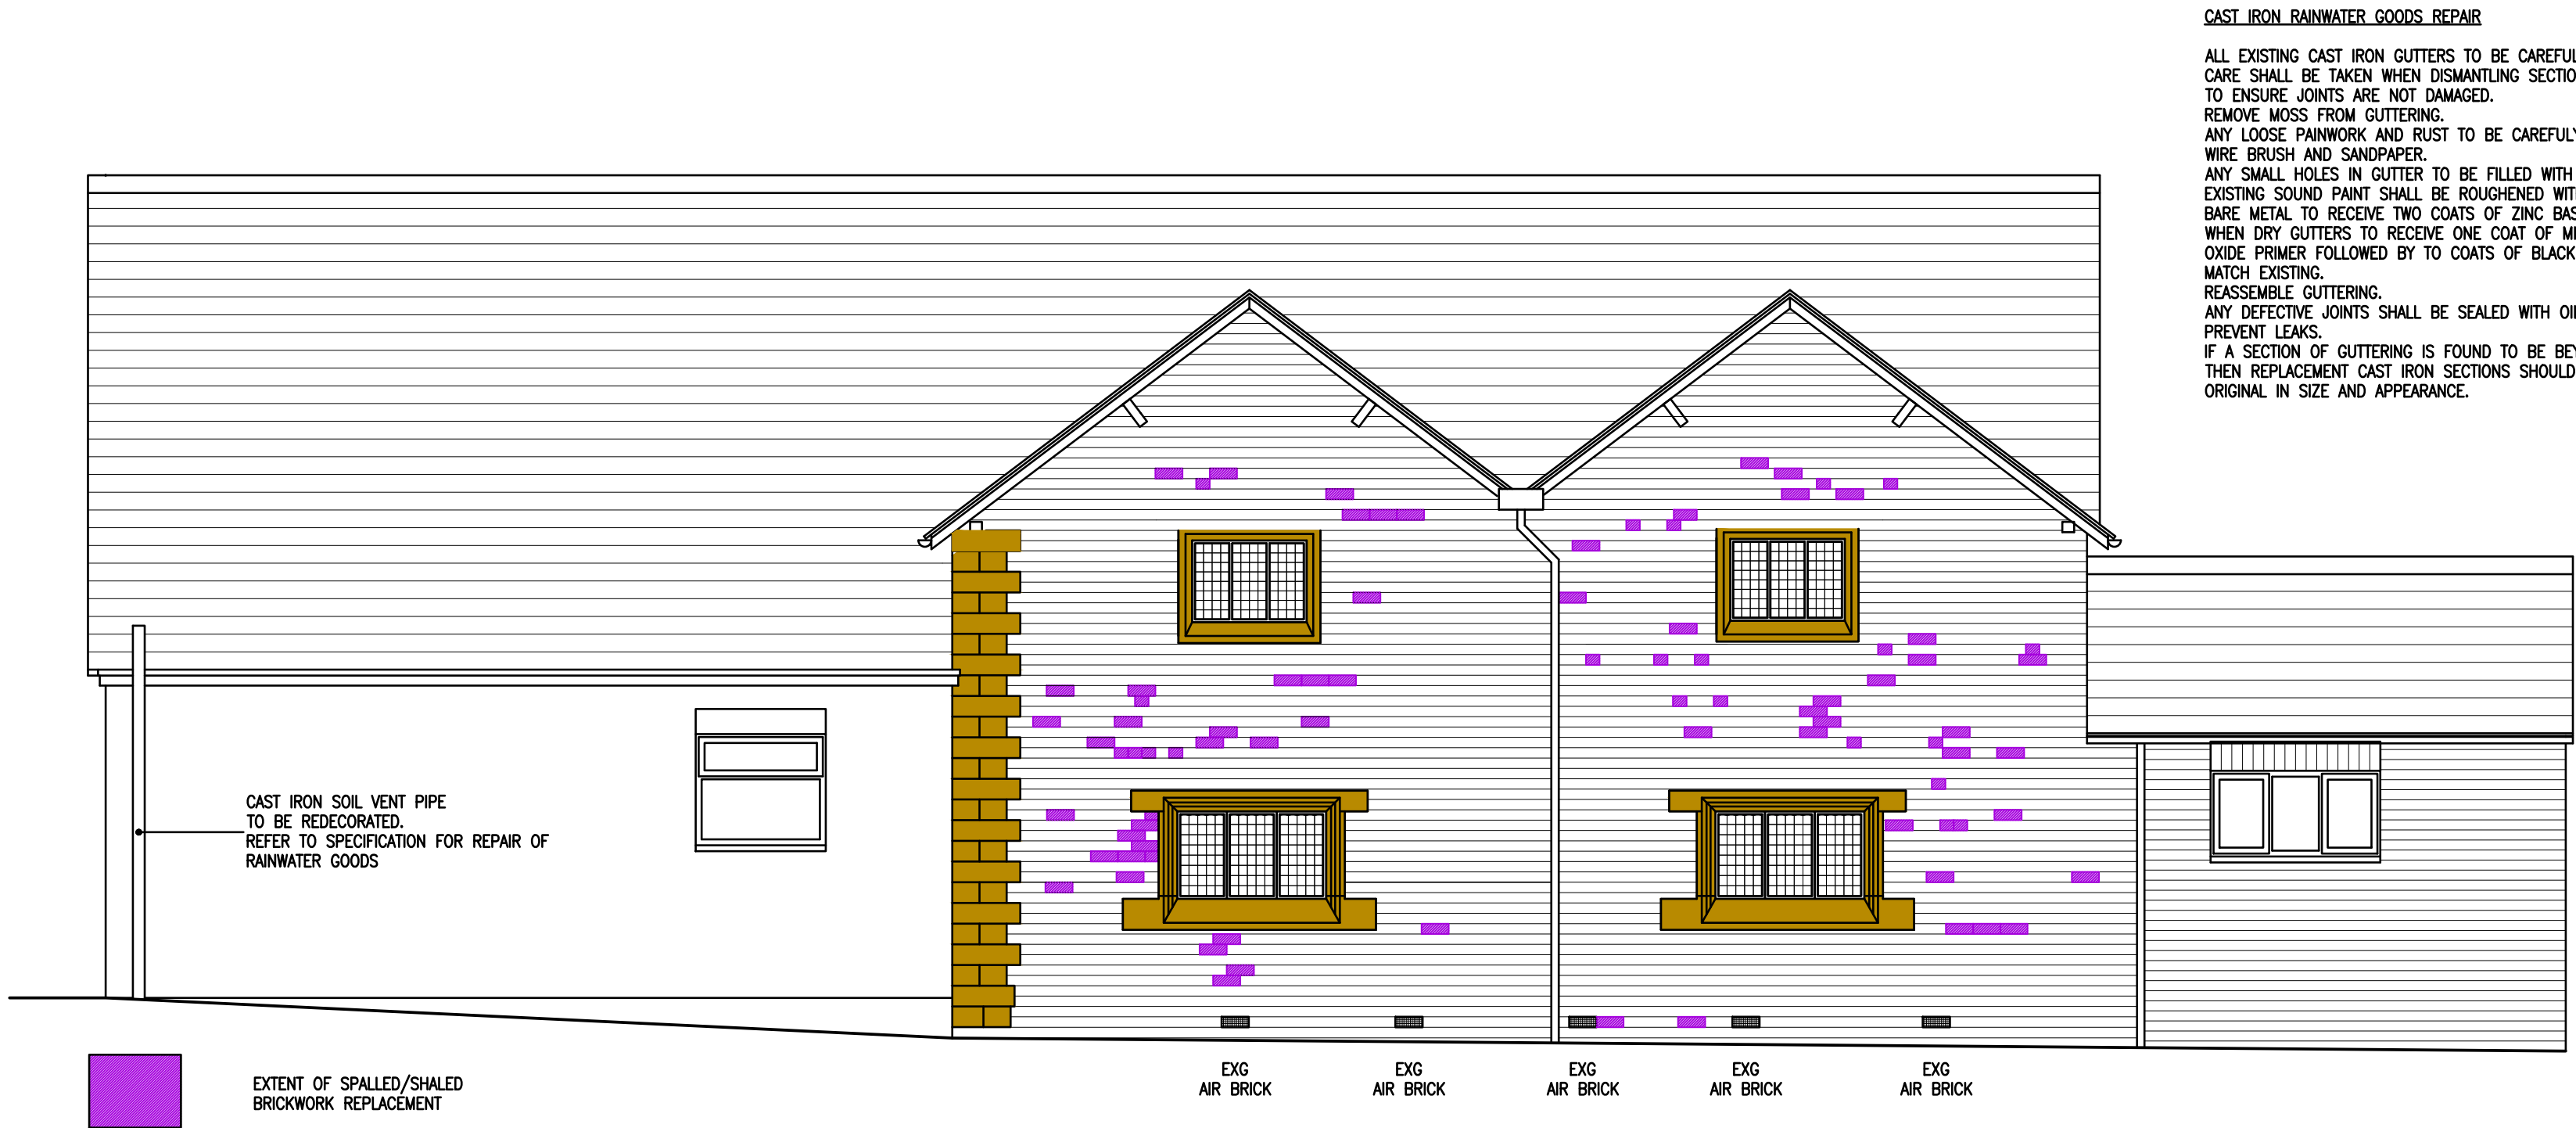 CAST IRON RAINWATER GOODS REPAIR
ALL EXISTING CAST IRON GUTTERS TO BE
CARE SHALL BE TAKEN WHEN DISMANTLING
TO ENSURE JOINTS ARE NOT DAMAGED.
REMOVE MOSS FROM GUTTERING.
ANY LOOSE PAINWORK AND RUST TO BE CAREFULY
WIRE BRUSH AND SANDPAPER.
ANY SMALL HOLES IN GUTTER TO BE FILLED WITH
EXISTING SOUND PAINT SHALL BE ROUGHENED
BARE METAL TO RECEIVE TWO COATS OF ZINC
WHEN DRY GUTTERS TO RECEIVE ONE COAT OF
OXIDE PRIMER FOLLOWED BY TO COATS OF BLACK
MATCH EXISTING.
REASSEMBLE GUTTERING.
ANY DEFECTIVE JOINTS SHALL BE SEALED WITH
PREVENT LEAKS.
IF A SECTION OF GUTTERING IS FOUND TO BE
THEN REPLACEMENT CAST IRON SECTIONS SHOULD
ORIGINAL IN SIZE AND APPEARANCE.
CAST IRON SOIL VENT PIPE
TO BE REDECORATED.
REFER TO SPECIFICATION FOR REPAIR OF
RAINWATER GOODS
EXTENT OF SPALLED/SHALED
BRICKWORK REPLACEMENT
EXG
AIR BRICK
EXG
AIR BRICK
EXG
AIR BRICK
EXG
AIR BRICK
EXG
AIR BRICK